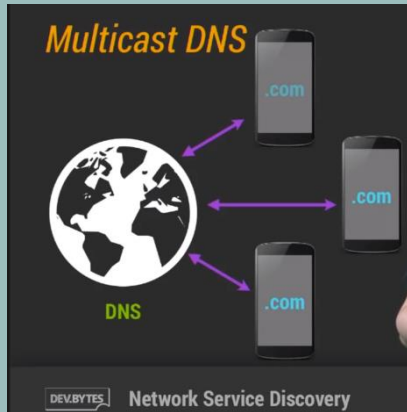 Multicast DNS
.com
.com
.com
DNS
DEV.BYTES
Network Service Discovery